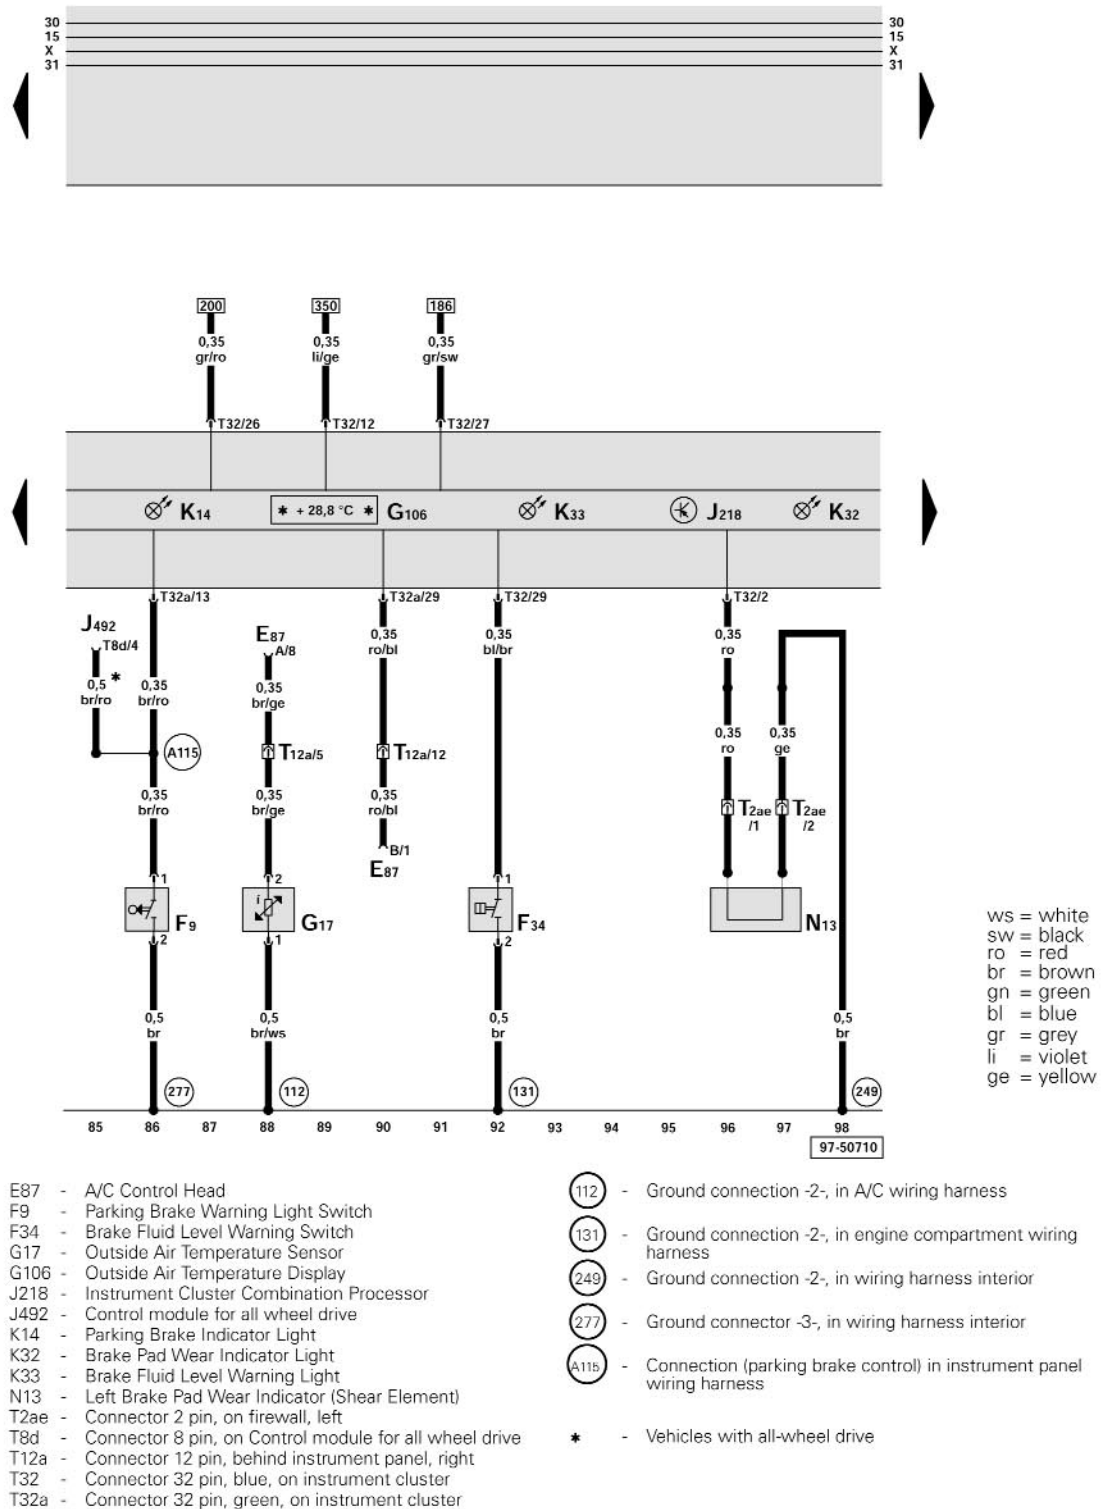 30 30
15 15
X X
31 31
200 350 186
0,35 0,35 0,35
gr/ro li/ge gr/sw
T32/26 T32/12 T32/27
K14 * + 28,8 °C * G106 K33 J218 K32
T32a/13 T32a/29 T32/29 T32/2
J492 E87 0,35 0,35 0,35
T8d/4 A/8 ro/bl bl/br ro
* 0,5 0,35 0,35
br/ro br/ro br/ge
0,35 0,35
ro ge
A115 T12a/5 T12a/12
0,35 0,35 0,35
br/ro br/ge ro/bl
T2ae /1 T2ae /2
B/1
E87
1 2 1
F9 G17 F34 N13
2 1 2
0,5 0,5 0,5 0,5
br br/ws br br
277 112 131 249
85 86 87 88 89 90 91 92 93 94 95 96 97 98
97-50710
ws = white
sw = black
ro = red
br = brown
gn = green
bl = blue
gr = grey
li = violet
ge = yellow
E87 - A/C Control Head
F9 - Parking Brake Warning Light Switch
F34 - Brake Fluid Level Warning Switch
G17 - Outside Air Temperature Sensor
G106 - Outside Air Temperature Display
J218 - Instrument Cluster Combination Processor
J492 - Control module for all wheel drive
K14 - Parking Brake Indicator Light
K32 - Brake Pad Wear Indicator Light
K33 - Brake Fluid Level Warning Light
N13 - Left Brake Pad Wear Indicator (Shear Element)
T2ae - Connector 2 pin, on firewall, left
T8d - Connector 8 pin, on Control module for all wheel drive
T12a - Connector 12 pin, behind instrument panel, right
T32 - Connector 32 pin, blue, on instrument cluster
T32a - Connector 32 pin, green, on instrument cluster
112 - Ground connection -2-, in A/C wiring harness
131 - Ground connection -2-, in engine compartment wiring
harness
249 - Ground connection -2-, in wiring harness interior
277 - Ground connector -3-, in wiring harness interior
A115 - Connection (parking brake control) in instrument panel
wiring harness
* - Vehicles with all-wheel drive